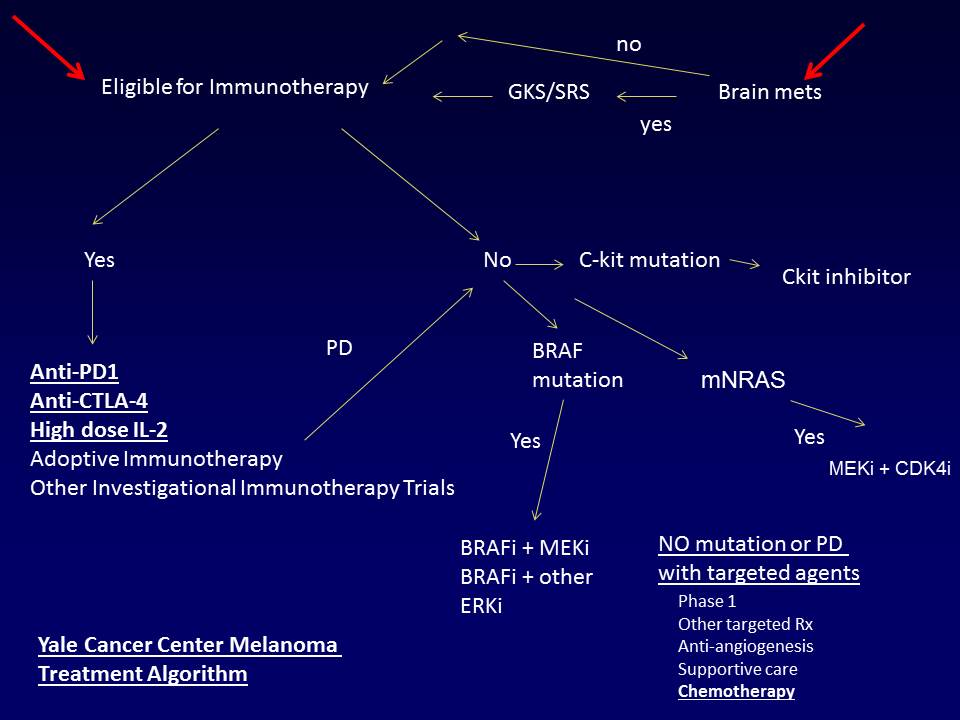 no
Eligible for Immunotherapy
GKS/SRS
Brain mets
yes
Yes
No
C-kit mutation
Ckit inhibitor
PD
BRAF
mutation
mNRAS
Anti-PD1
Anti-CTLA-4
High dose IL-2
Adoptive Immunotherapy
Other Investigational Immunotherapy Trials
Yes
Yes
MEKi + CDK4i
BRAFi + MEKi
BRAFi + other
ERKi
NO mutation or PD
with targeted agents
Phase 1
Other targeted Rx
Anti-angiogenesis
Supportive care
Chemotherapy
Yale Cancer Center Melanoma
Treatment Algorithm